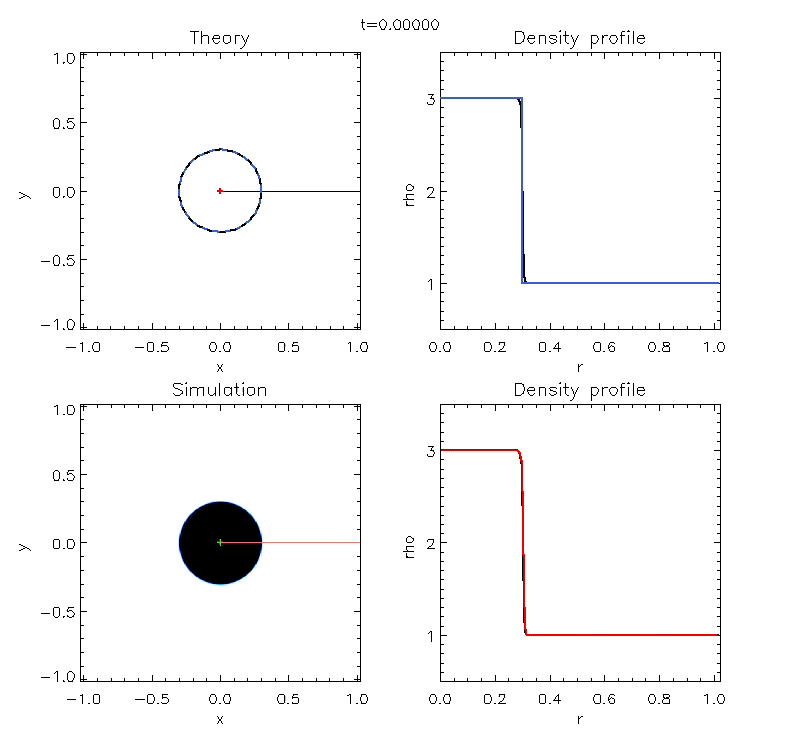 t=0.00000
Theory
Density profile
1.0
0.5
0.0
−0.5
−1.0
y
−1.0 −0.5 0.0 0.5 1.0
x
3
2
1
rho
0.0 0.2 0.4 0.6 0.8 1.0
r
Simulation
Density profile
1.0
0.5
0.0
−0.5
−1.0
y
−1.0 −0.5 0.0 0.5 1.0
x
3
2
1
rho
0.0 0.2 0.4 0.6 0.8 1.0
r